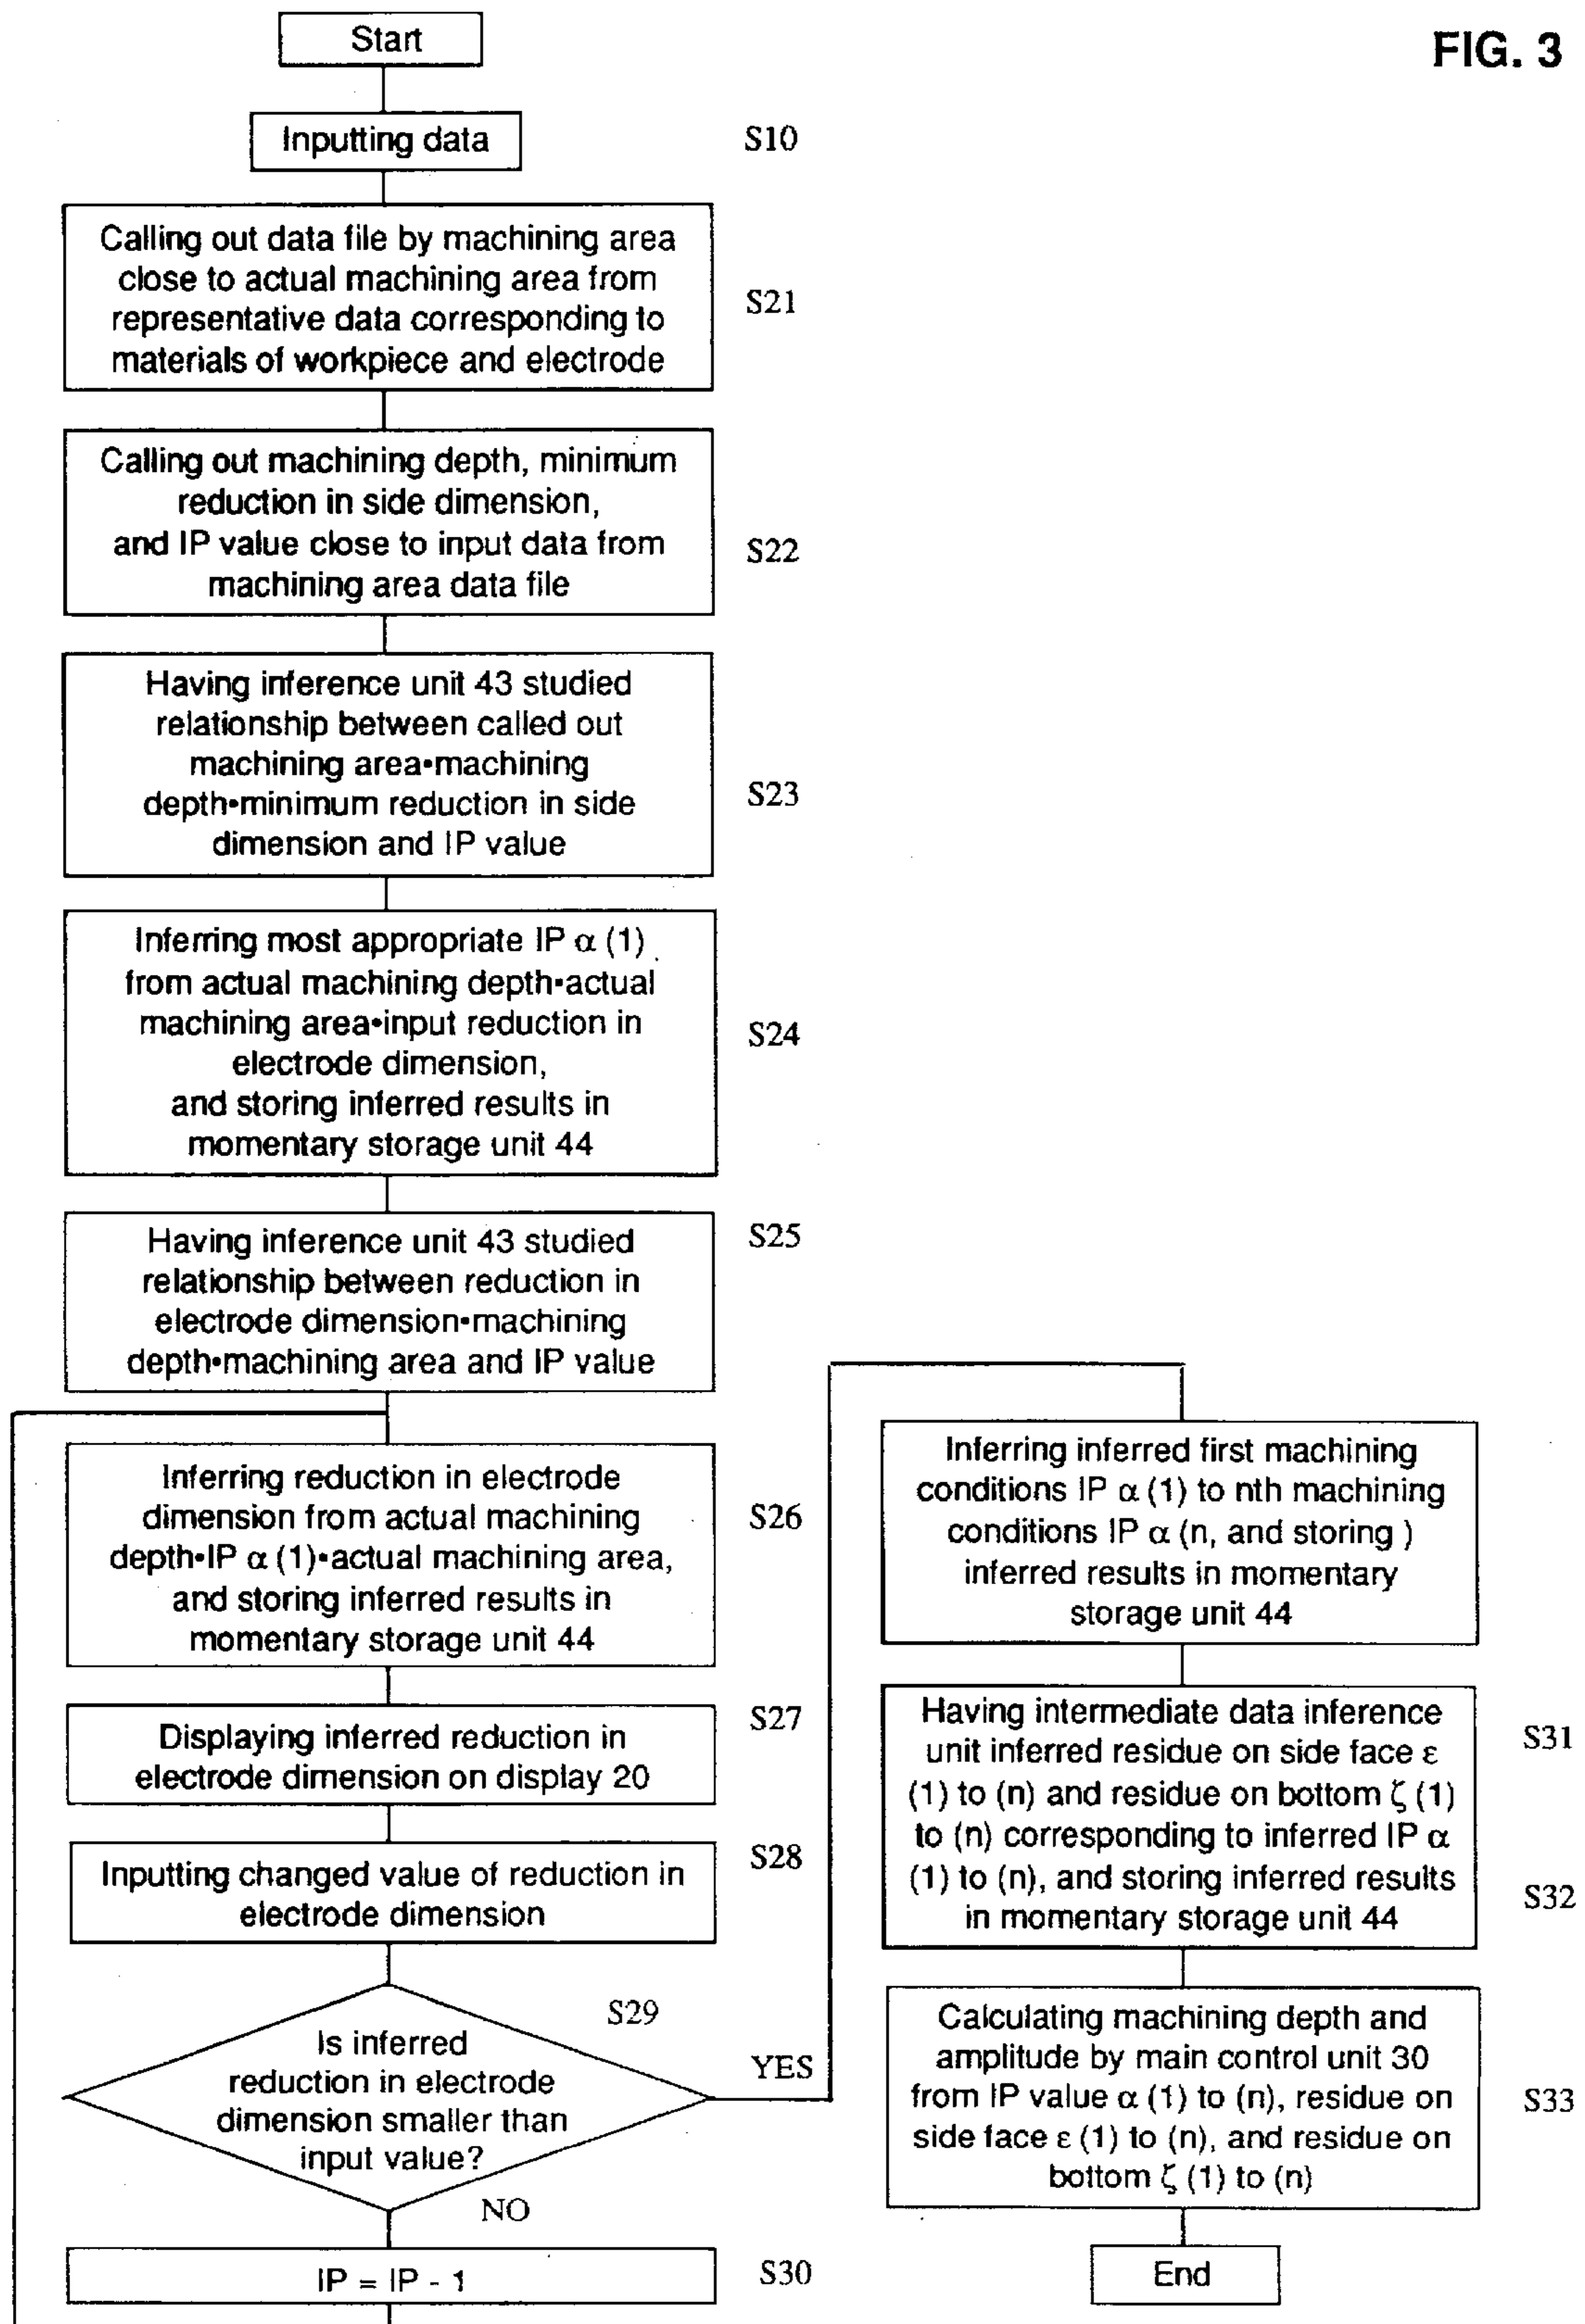 FIG. 3
Start
Inputting data
S10
Calling out data file by machining area
close to actual machining area from
representative data corresponding to
materials of workpiece and electrode
S21
Calling out machining depth, minimum
reduction in side dimension,
and IP value close to input data from
machining area data file
S22
Having inference unit 43 studied
relationship between called out
machining area•machining
depth•minimum reduction in side
dimension and IP value
S23
Inferring most appropriate IP α (1)
from actual machining depth•actual
machining area•input reduction in
electrode dimension,
and storing inferred results in
momentary storage unit 44
S24
Having inference unit 43 studied
relationship between reduction in
electrode dimension•machining
depth•machining area and IP value
S25
Inferring reduction in electrode
dimension from actual machining
depth•IP α (1)•actual machining area,
and storing inferred results in
momentary storage unit 44
S26
Displaying inferred reduction in
electrode dimension on display 20
S27
Inputting changed value of reduction in
electrode dimension
S28
Is inferred
reduction in electrode
dimension smaller than
input value?
S29
YES
NO
IP = IP - 1
S30
Inferring inferred first machining
conditions IP α (1) to nth machining
conditions IP α (n, and storing )
inferred results in momentary
storage unit 44
S31
Having intermediate data inference
unit inferred residue on side face ε
(1) to (n) and residue on bottom ζ (1)
to (n) corresponding to inferred IP α
(1) to (n), and storing inferred results
in momentary storage unit 44
S32
Calculating machining depth and
amplitude by main control unit 30
from IP value α (1) to (n), residue on
side face ε (1) to (n), and residue on
bottom ζ (1) to (n)
S33
End